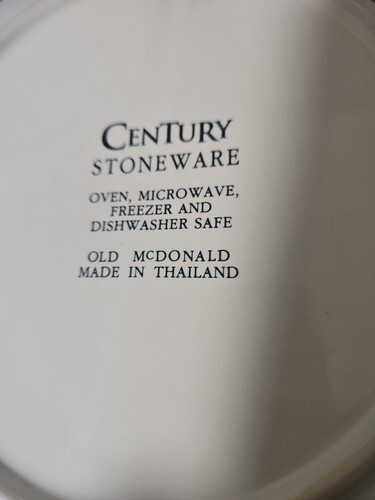 CENTURY
STONEWARE
OVEN, MICROWAVE,
FREEZER AND
DISHWASHER SAFE
OLD McDONALD
MADE IN THAILAND